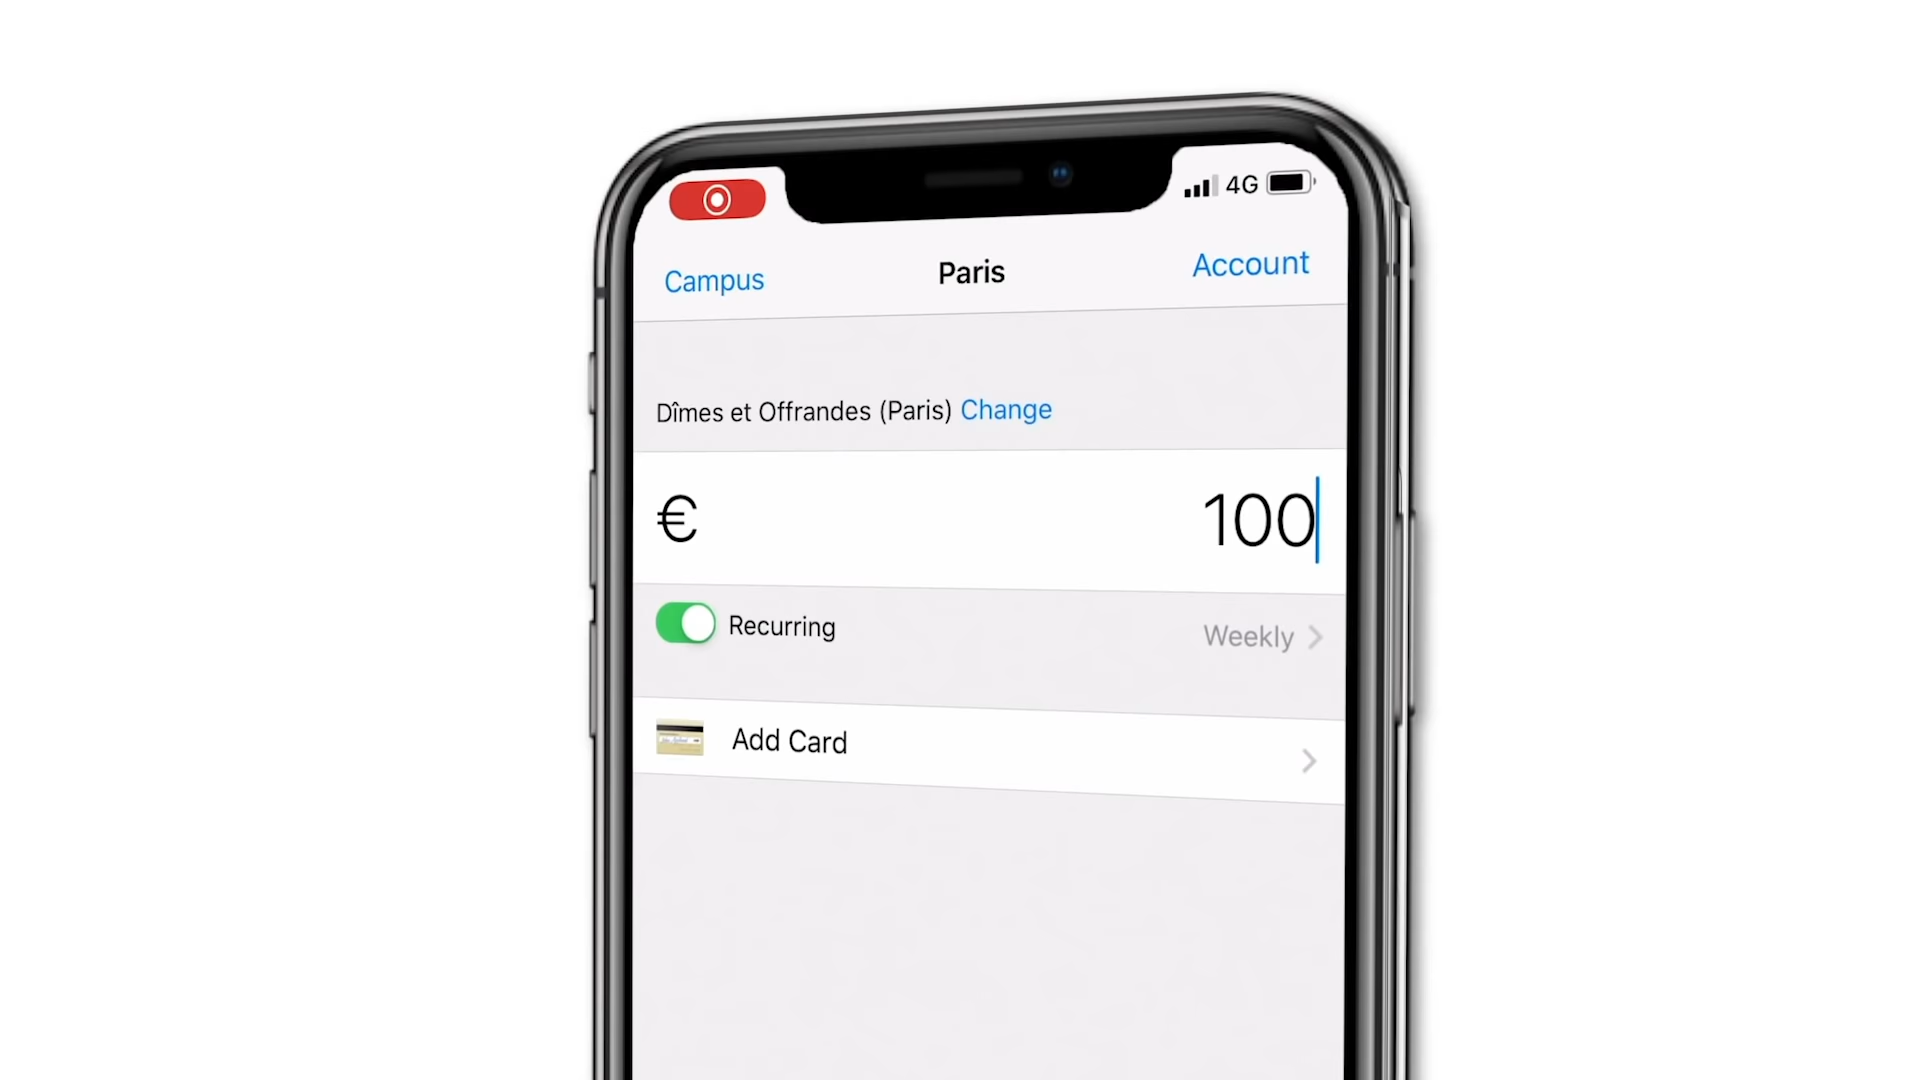 4G
Campus Paris Account
Dîmes et Offrandes (Paris) Change
€ 100
Recurring Weekly
Add Card